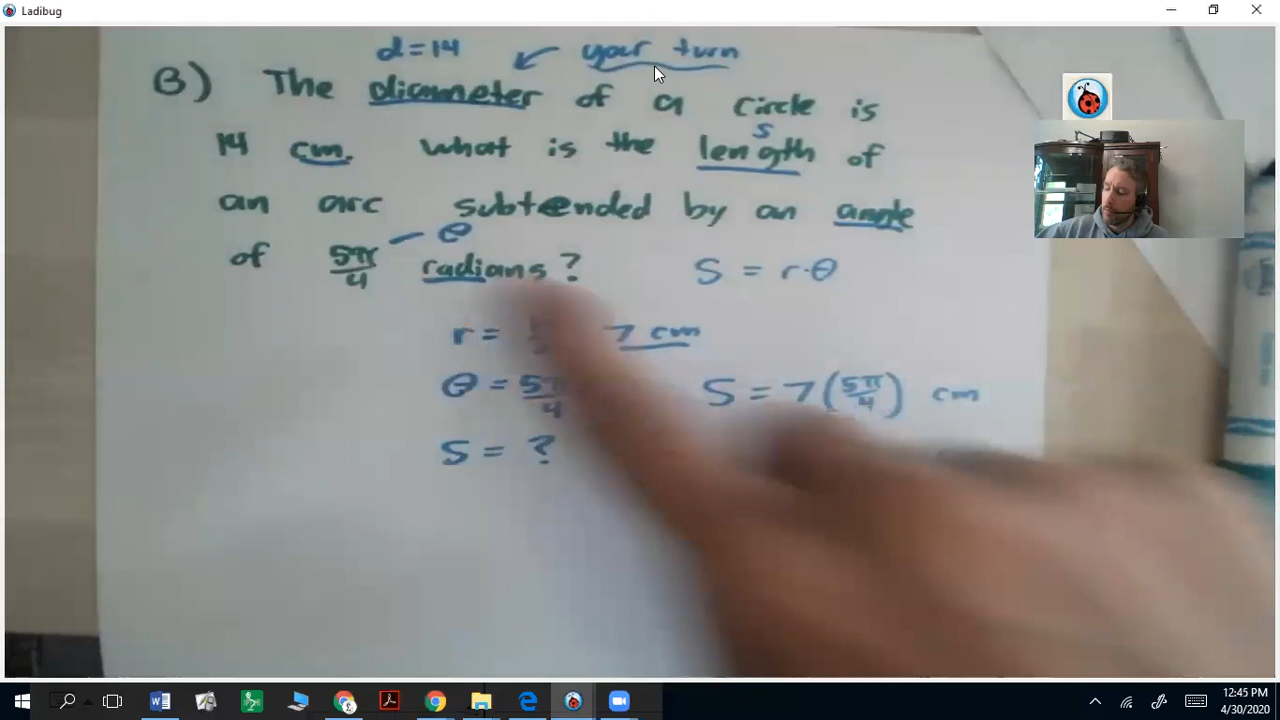 Ladibug
d=14 your turn
B) The diameter of a circle is
14 cm. What is the length of
s
an arc subtended by an angle
of 5π/4 radians? θ
S = r·θ
r = 7 cm
θ = 5π/4 S = 7(5π/4) cm
S = ?
12:45 PM
4/30/2020